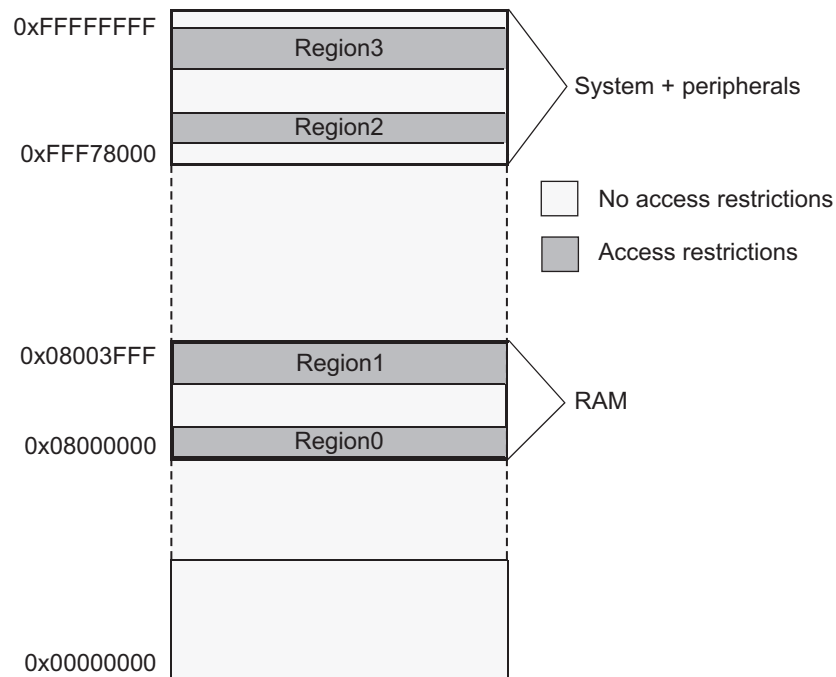 0xFFFFFFFF
Region3
System + peripherals
Region2
0xFFF78000
No access restrictions
Access restrictions
0x08003FFF
Region1
RAM
Region0
0x08000000
0x00000000